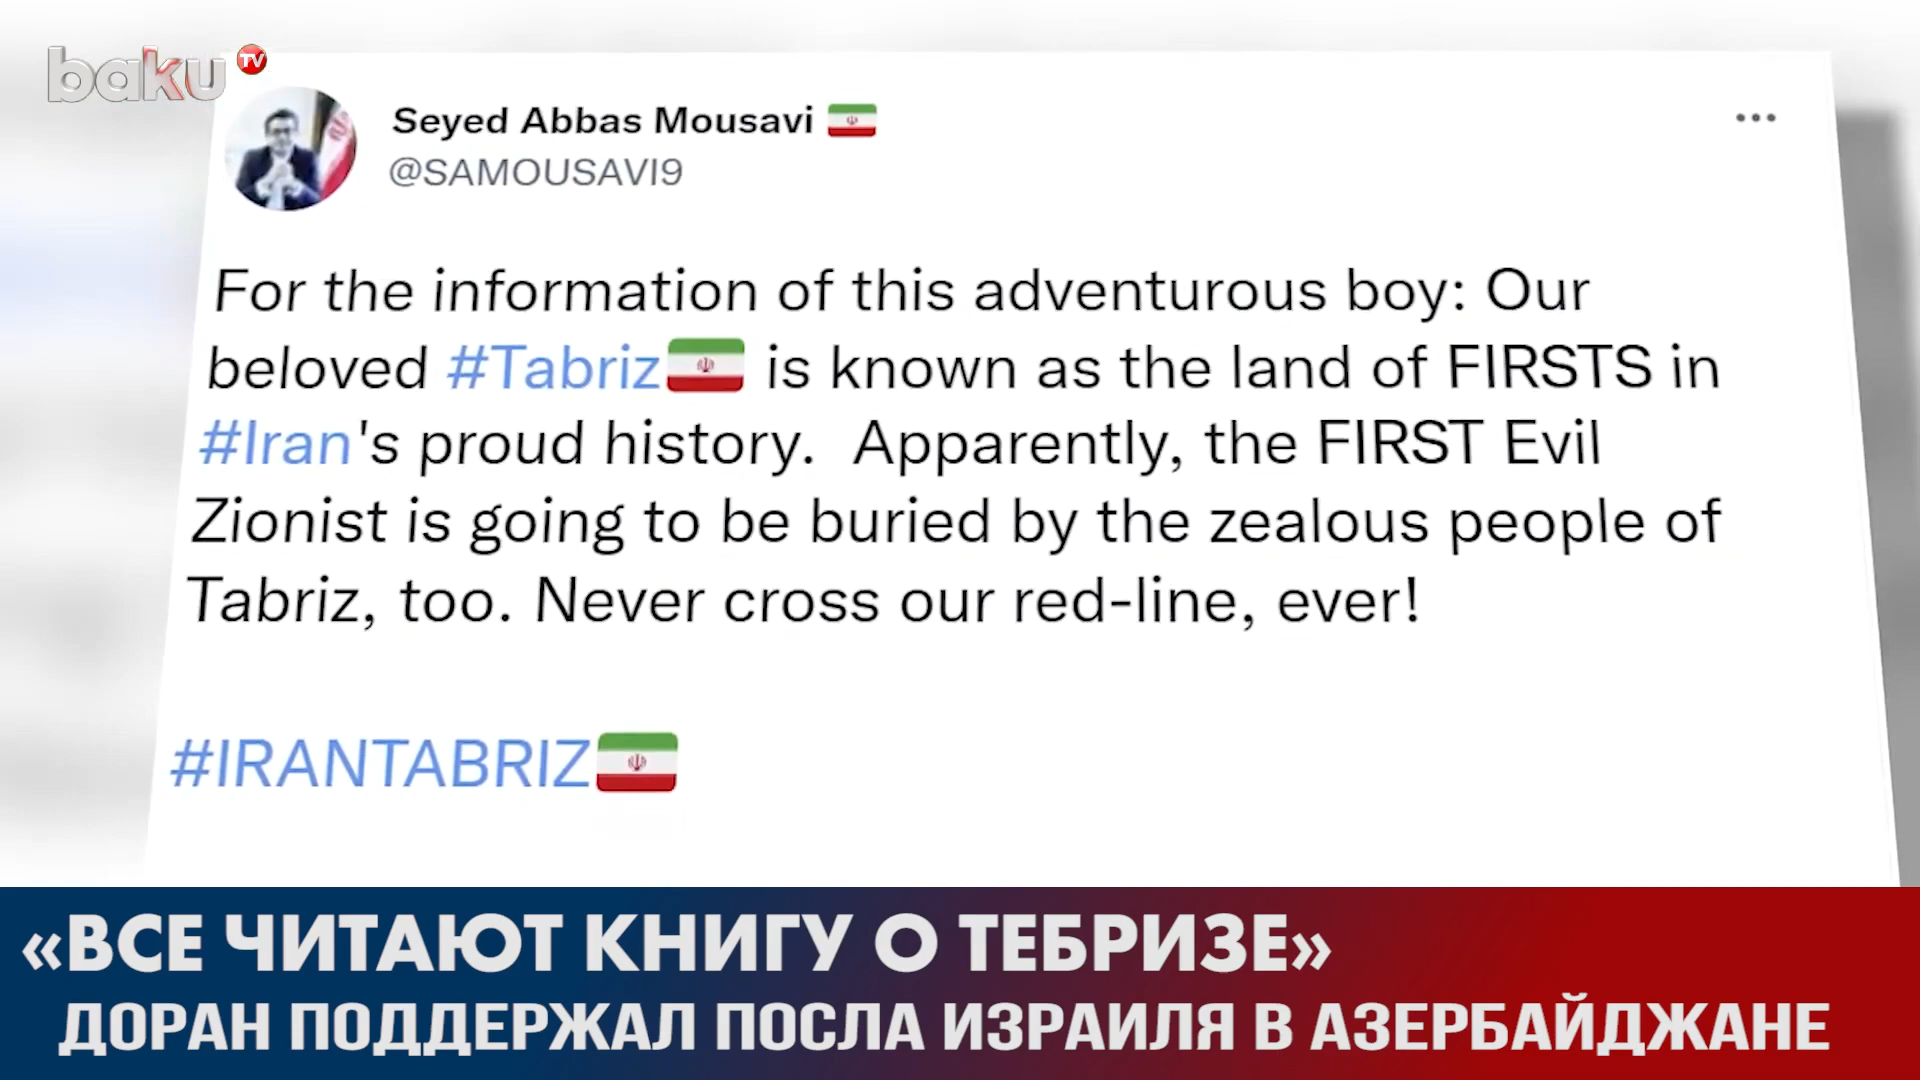 baku TV
Seyed Abbas Mousavi
@SAMOUSAVI9
For the information of this adventurous boy: Our
beloved #Tabriz is known as the land of FIRSTS in
#Iran's proud history. Apparently, the FIRST Evil
Zionist is going to be buried by the zealous people of
Tabriz, too. Never cross our red-line, ever!
#IRANTABRIZ
«ВСЕ ЧИТАЮТ КНИГУ О ТЕБРИЗЕ»
ДОРАН ПОДДЕРЖАЛ ПОСЛА ИЗРАИЛЯ В АЗЕРБАЙДЖАНЕ